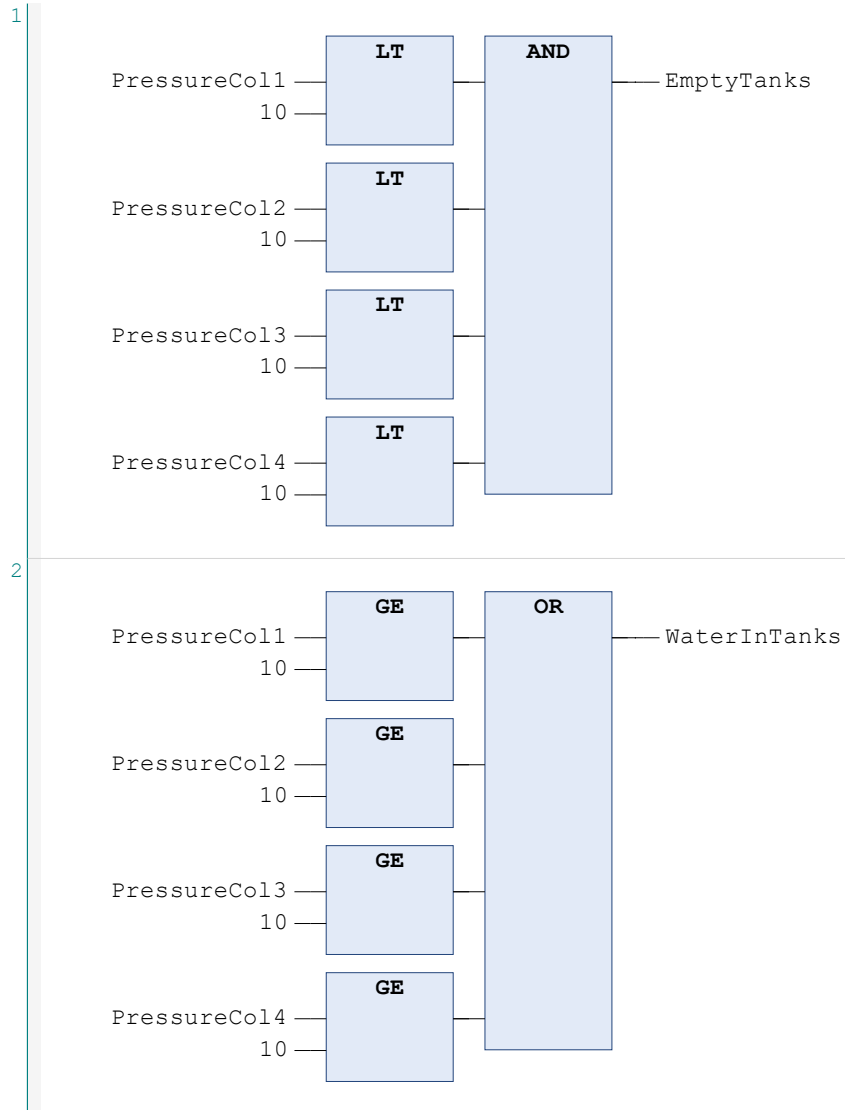 1
LT AND
PressureCol1 EmptyTanks
10
LT
PressureCol2
10
LT
PressureCol3
10
LT
PressureCol4
10
2
GE OR
PressureCol1 WaterInTanks
10
GE
PressureCol2
10
GE
PressureCol3
10
GE
PressureCol4
10